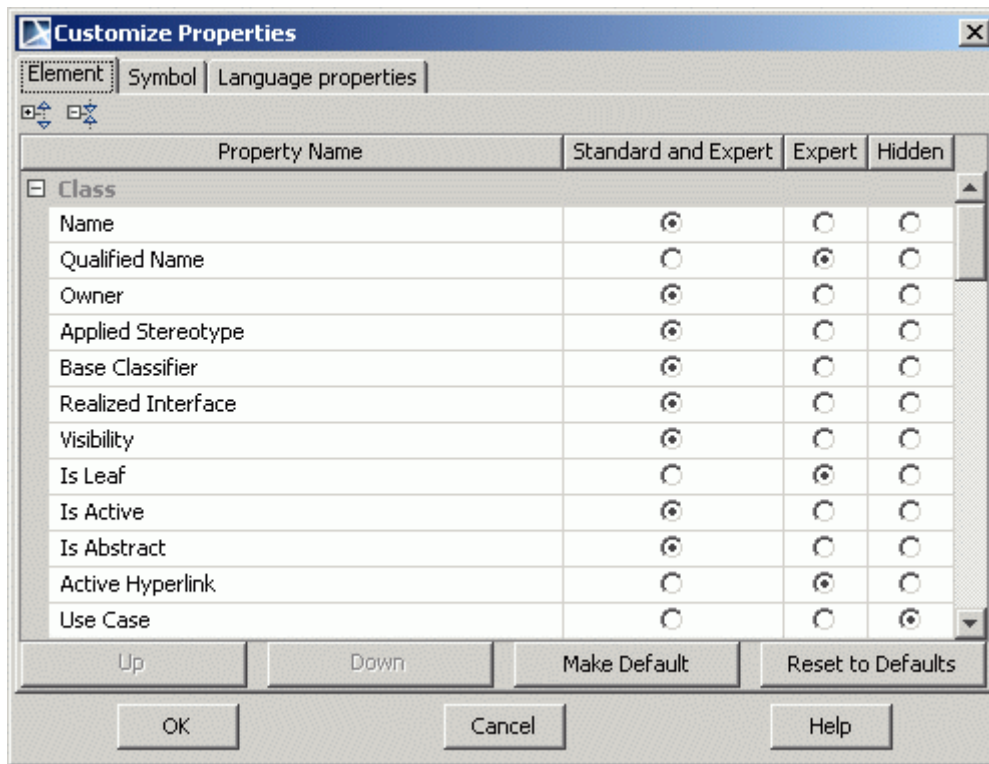 Customize Properties
Element Symbol Language properties
Property Name Standard and Expert Expert Hidden
Class
Name
Qualified Name
Owner
Applied Stereotype
Base Classifier
Realized Interface
Visibility
Is Leaf
Is Active
Is Abstract
Active Hyperlink
Use Case
Up Down Make Default Reset to Defaults
OK Cancel Help